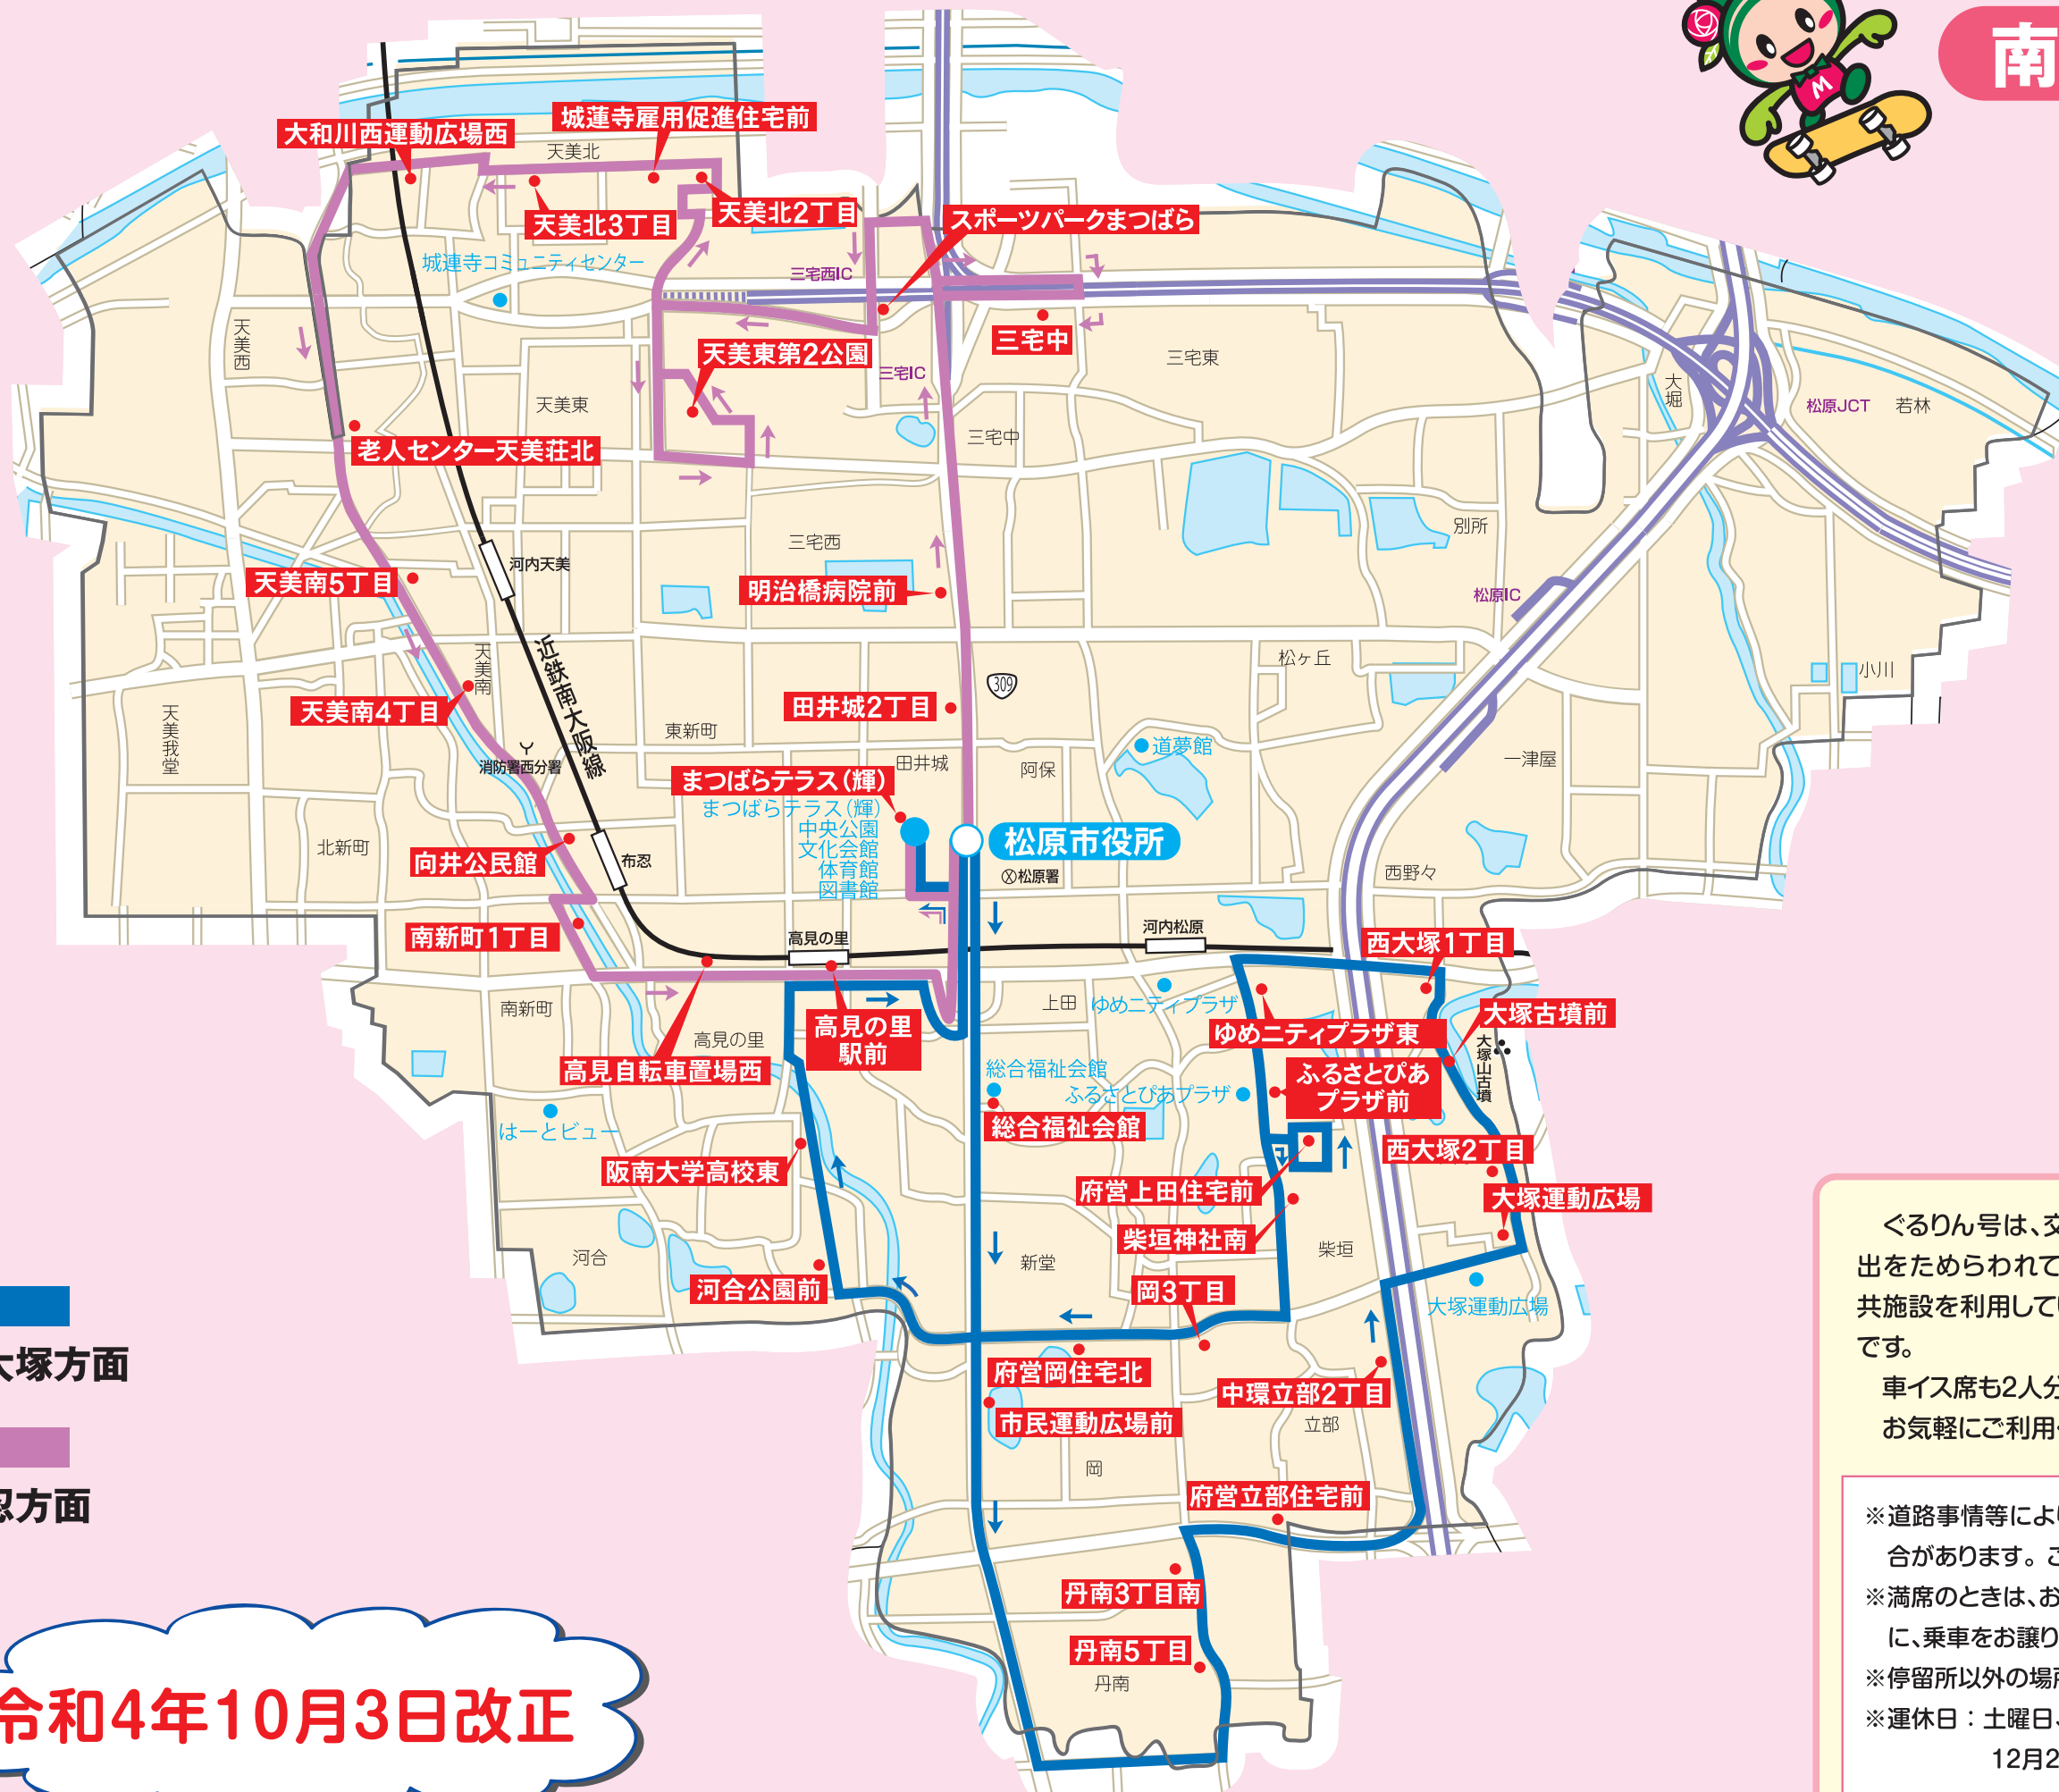 南
M
大和川西運動広場西
城蓮寺雇用促進住宅前
天美北
天美北3丁目
天美北2丁目
スポーツパークまつばら
城連寺コミュニティセンター
三宅西IC
三宅中
天美西
天美東第2公園
三宅IC
三宅東
大堀
松原JCT
若林
天美東
三宅中
老人センター天美荘北
別所
三宅西
河内天美
天美南5丁目
明治橋病院前
松原IC
近鉄南大阪線
天美南
松ヶ丘
小川
309
天美南4丁目
田井城2丁目
天美我堂
東新町
道夢館
消防署西分署
田井城
阿保
一津屋
まつばらテラス(輝)
まつばらテラス(輝)
中央公園
文化会館
体育館
図書館
松原市役所
松原署
北新町
向井公民館
布忍
西野々
南新町1丁目
高見の里
河内松原
西大塚1丁目
南新町
上田
ゆめニティプラザ
大塚古墳前
高見の里
高見の里
駅前
ゆめニティプラザ東
大塚山古墳
高見自転車置場西
総合福祉会館
ふるさとぴあプラザ
ふるさとぴあ
プラザ前
はーとビュー
総合福祉会館
西大塚2丁目
阪南大学高校東
府営上田住宅前
大塚運動広場
柴垣神社南
柴垣
河合
新堂
河合公園前
岡3丁目
大塚運動広場
府営岡住宅北
中環立部2丁目
市民運動広場前
立部
岡
府営立部住宅前
丹南3丁目南
丹南5丁目
丹南
大塚方面
忍方面
令和4年10月3日改正
ぐるりん号は、交
出をためらわれて
共施設を利用してい
です。
車イス席も2人分
お気軽にご利用く
※道路事情等により
合があります。ご
※満席のときは、お
に、乗車をお譲り
※停留所以外の場所
※運休日：土曜日、
12月2